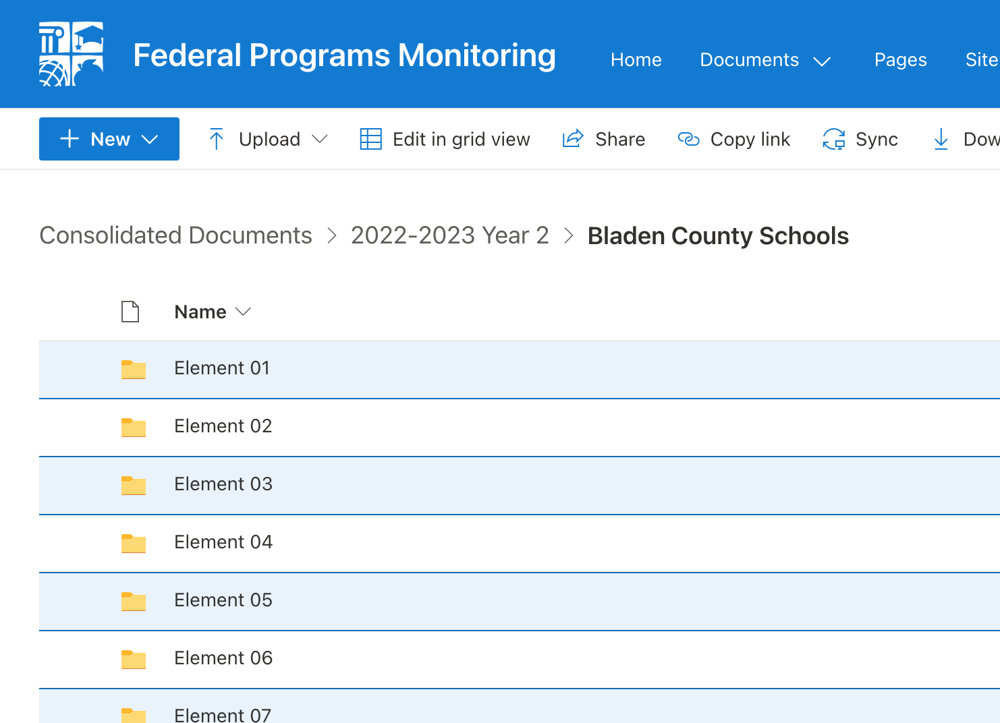 Federal Programs Monitoring
Home Documents Pages Site
New Upload Edit in grid view Share Copy link Sync Dow
Consolidated Documents > 2022-2023 Year 2 > Bladen County Schools
Name
Element 01
Element 02
Element 03
Element 04
Element 05
Element 06
Element 07